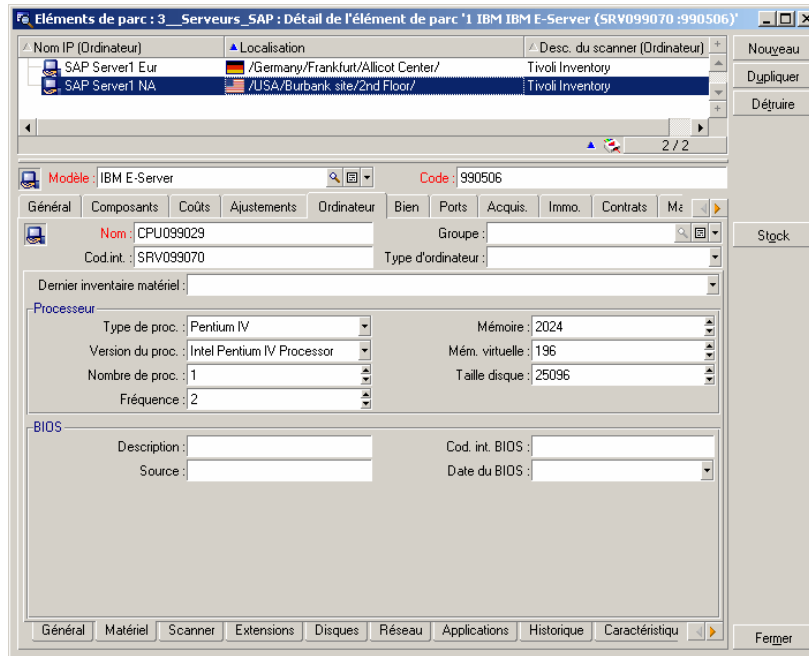 Eléments de parc : 3__Serveurs_SAP : Détail de l'élément de parc '1 IBM IBM E-Server (SRV099070 :990506)'
Nom IP (Ordinateur) Localisation Desc. du scanner (Ordinateur)
SAP Server1 Eur /Germany/Frankfurt/Allicot Center/ Tivoli Inventory
SAP Server1 NA /USA/Burbank site/2nd Floor/ Tivoli Inventory
2 / 2
Nouveau
Dupliquer
Détruire
Modèle : IBM E-Server Code : 990506
Général Composants Coûts Ajustements Ordinateur Bien Ports Acquis. Immo. Contrats
Nom : CPU099029 Groupe :
Stock
Cod.int. : SRV099070 Type d'ordinateur :
Dernier inventaire matériel :
Processeur
Type de proc. : Pentium IV Mémoire : 2024
Version du proc. : Intel Pentium IV Processor Mém. virtuelle : 196
Nombre de proc. : 1 Taille disque : 25096
Fréquence : 2
BIOS
Description : Cod. int. BIOS :
Source : Date du BIOS :
Général Matériel Scanner Extensions Disques Réseau Applications Historique Caractéristiqu
Fermer